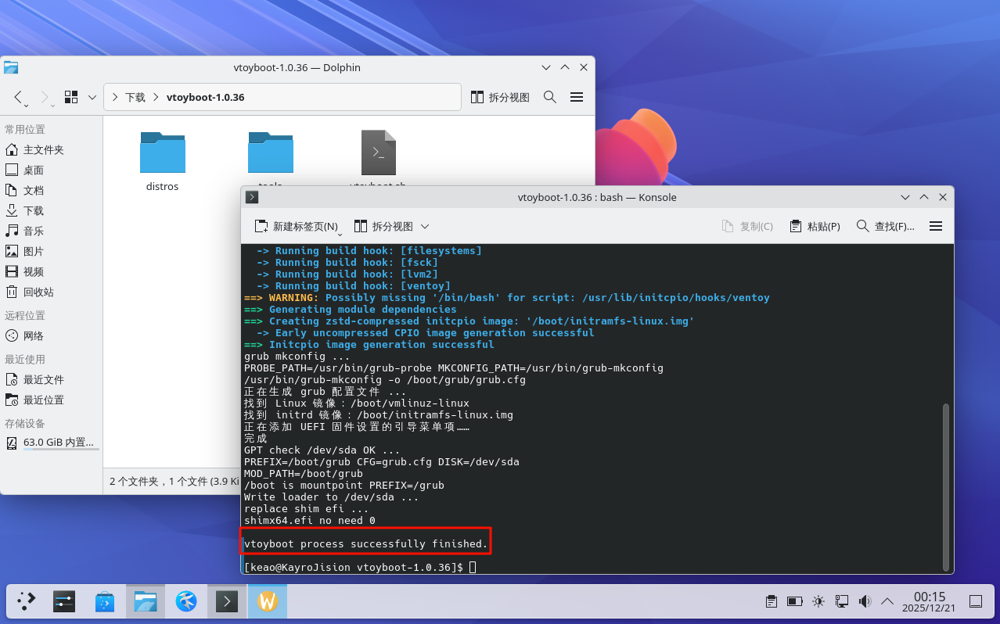 vtoyboot-1.0.36 — Dolphin
下载
vtoyboot-1.0.36
拆分视图
常用位置
主文件夹
桌面
文档
下载
音乐
图片
视频
回收站
远程位置
网络
最近使用
最近文件
最近位置
存储设备
63.0 GiB 内置...
distros
tools
vtoyboot.sh
2 个文件夹，1 个文件 (3.9 Ki
vtoyboot-1.0.36 : bash — Konsole
新建标签页(N)
拆分视图
复制(C)
粘贴(P)
查找(F)...
-> Running build hook: [filesystems]
-> Running build hook: [fsck]
-> Running build hook: [lvm2]
-> Running build hook: [ventoy]
==> WARNING: Possibly missing '/bin/bash' for script: /usr/lib/initcpio/hooks/ventoy
==> Generating module dependencies
==> Creating zstd-compressed initcpio image: '/boot/initramfs-linux.img'
-> Early uncompressed CPIO image generation successful
==> Initcpio image generation successful
grub mkconfig ...
PROBE_PATH=/usr/bin/grub-probe MKCONFIG_PATH=/usr/bin/grub-mkconfig
/usr/bin/grub-mkconfig -o /boot/grub/grub.cfg
正在生成 grub 配置文件 ...
找到 Linux 镜像：/boot/vmlinuz-linux
找到 initrd 镜像：/boot/initramfs-linux.img
正在添加 UEFI 固件设置的引导菜单项……
完成
GPT check /dev/sda OK ...
PREFIX=/boot/grub CFG=grub.cfg DISK=/dev/sda
MOD_PATH=/boot/grub
/boot is mountpoint PREFIX=/grub
Write loader to /dev/sda ...
replace shim efi ...
shimx64.efi no need 0
vtoyboot process successfully finished.
[keao@KayroJision vtoyboot-1.0.36]$
00:15
2025/12/21